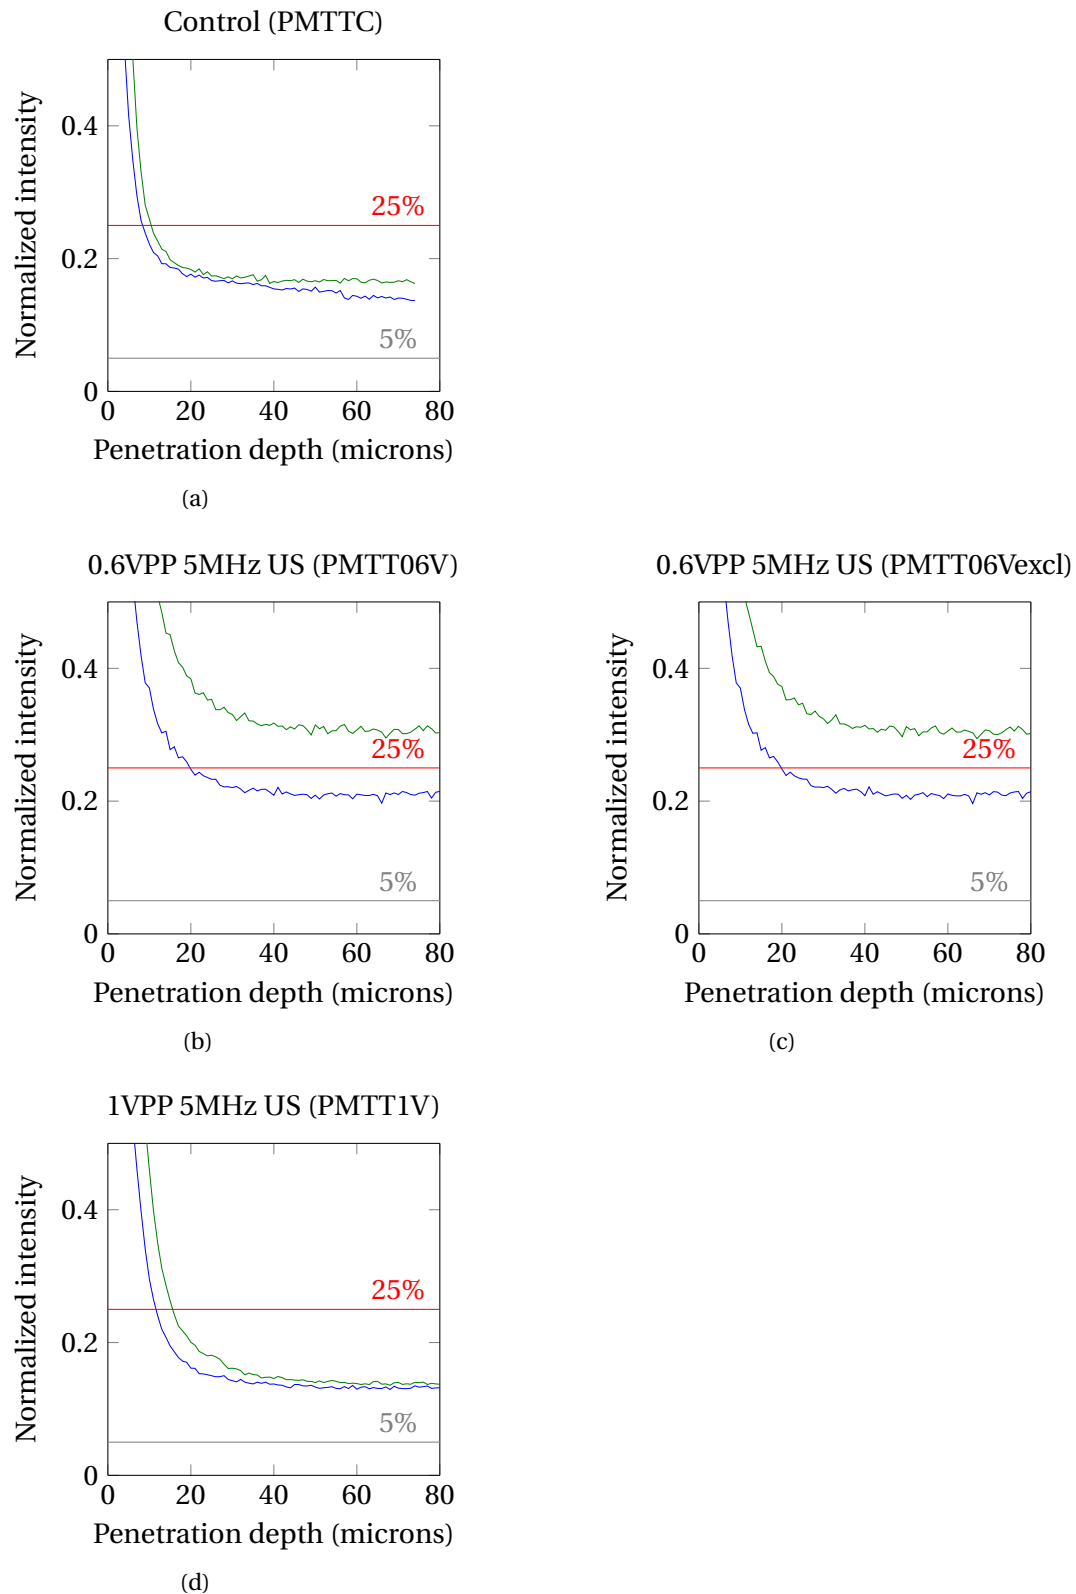 Control (PMTTC)
Normalized intensity
0.4
0.2
0
25%
5%
0 20 40 60 80
Penetration depth (microns)
(a)
0.6VPP 5MHz US (PMTT06V)
Normalized intensity
0.4
0.2
0
25%
5%
0 20 40 60 80
Penetration depth (microns)
(b)
0.6VPP 5MHz US (PMTT06Vexcl)
Normalized intensity
0.4
0.2
0
25%
5%
0 20 40 60 80
Penetration depth (microns)
(c)
1VPP 5MHz US (PMTT1V)
Normalized intensity
0.4
0.2
0
25%
5%
0 20 40 60 80
Penetration depth (microns)
(d)